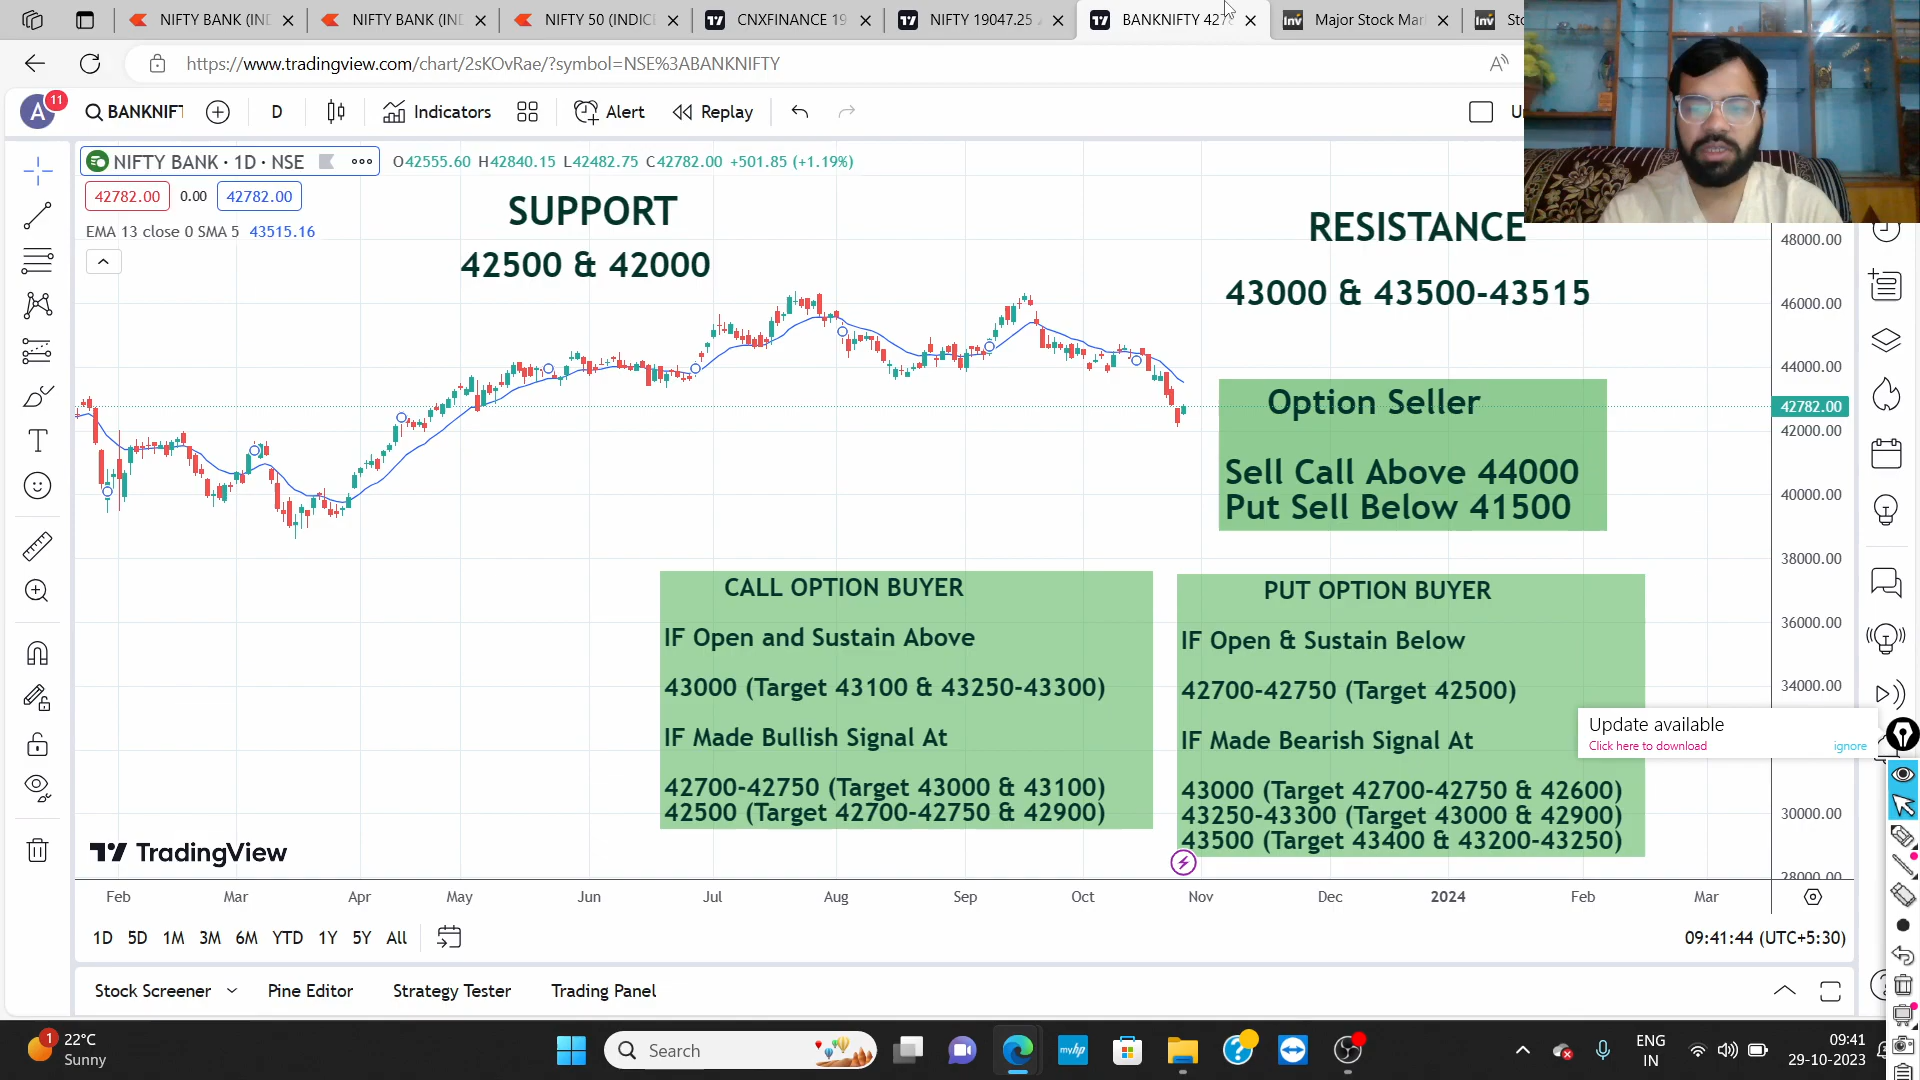 NIFTY BANK (IND
NIFTY BANK (IND
NIFTY 50 (INDICE
CNXFINANCE 19
NIFTY 19047.25
BANKNIFTY 427
Major Stock Mar
Sto
https://www.tradingview.com/chart/2sKOvRae/?symbol=NSE%3ABANKNIFTY
A 11
BANKNIFT
D
Indicators
Alert
Replay
NIFTY BANK · 1D · NSE
O42555.60 H42840.15 L42482.75 C42782.00 +501.85 (+1.19%)
42782.00 0.00 42782.00
EMA 13 close 0 SMA 5 43515.16
SUPPORT
42500 & 42000
RESISTANCE
43000 & 43500-43515
Option Seller
Sell Call Above 44000
Put Sell Below 41500
CALL OPTION BUYER
IF Open and Sustain Above
43000 (Target 43100 & 43250-43300)
IF Made Bullish Signal At
42700-42750 (Target 43000 & 43100)
42500 (Target 42700-42750 & 42900)
PUT OPTION BUYER
IF Open & Sustain Below
42700-42750 (Target 42500)
IF Made Bearish Signal At
43000 (Target 42700-42750 & 42600)
43250-43300 (Target 43000 & 42900)
43500 (Target 43400 & 43200-43250)
48000.00
46000.00
44000.00
42782.00
42000.00
40000.00
38000.00
36000.00
34000.00
30000.00
28000.00
Update available
Click here to download
ignore
TradingView
Feb Mar Apr May Jun Jul Aug Sep Oct Nov Dec 2024 Feb Mar
1D 5D 1M 3M 6M YTD 1Y 5Y All
09:41:44 (UTC+5:30)
Stock Screener
Pine Editor
Strategy Tester
Trading Panel
1
22°C
Sunny
Search
myhp
ENG
IN
09:41
29-10-2023